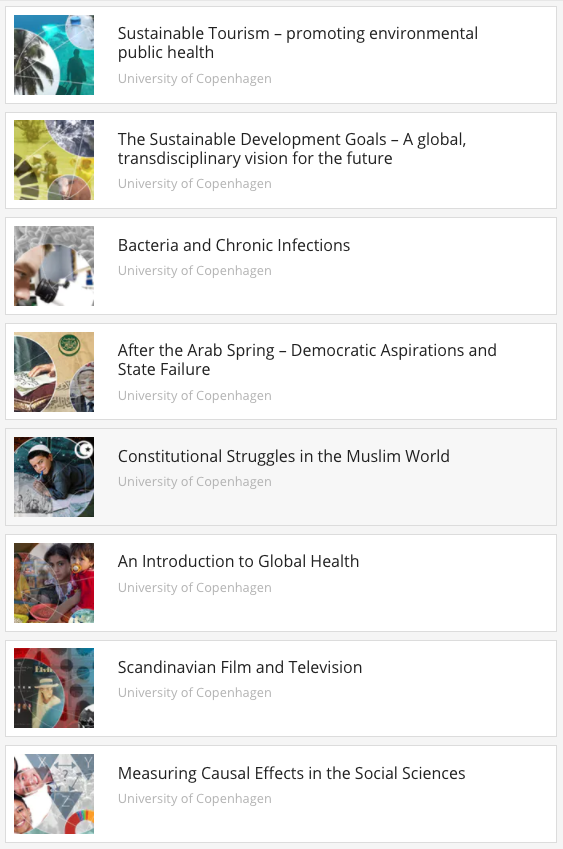 Sustainable Tourism – promoting environmental
public health
University of Copenhagen
The Sustainable Development Goals – A global,
transdisciplinary vision for the future
University of Copenhagen
Bacteria and Chronic Infections
University of Copenhagen
After the Arab Spring – Democratic Aspirations and
State Failure
University of Copenhagen
Constitutional Struggles in the Muslim World
University of Copenhagen
An Introduction to Global Health
University of Copenhagen
Scandinavian Film and Television
University of Copenhagen
X Y
?
Z
Measuring Causal Effects in the Social Sciences
University of Copenhagen